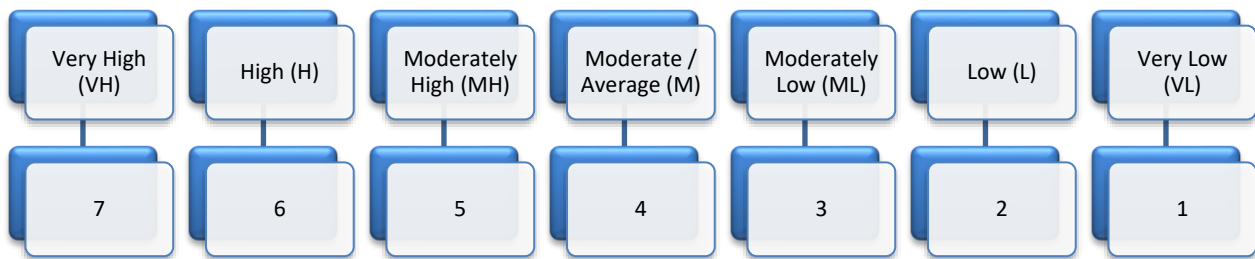 Very High
(VH)
High (H)
Moderately
High (MH)
Moderate /
Average (M)
Moderately
Low (ML)
Low (L)
Very Low
(VL)
7
6
5
4
3
2
1